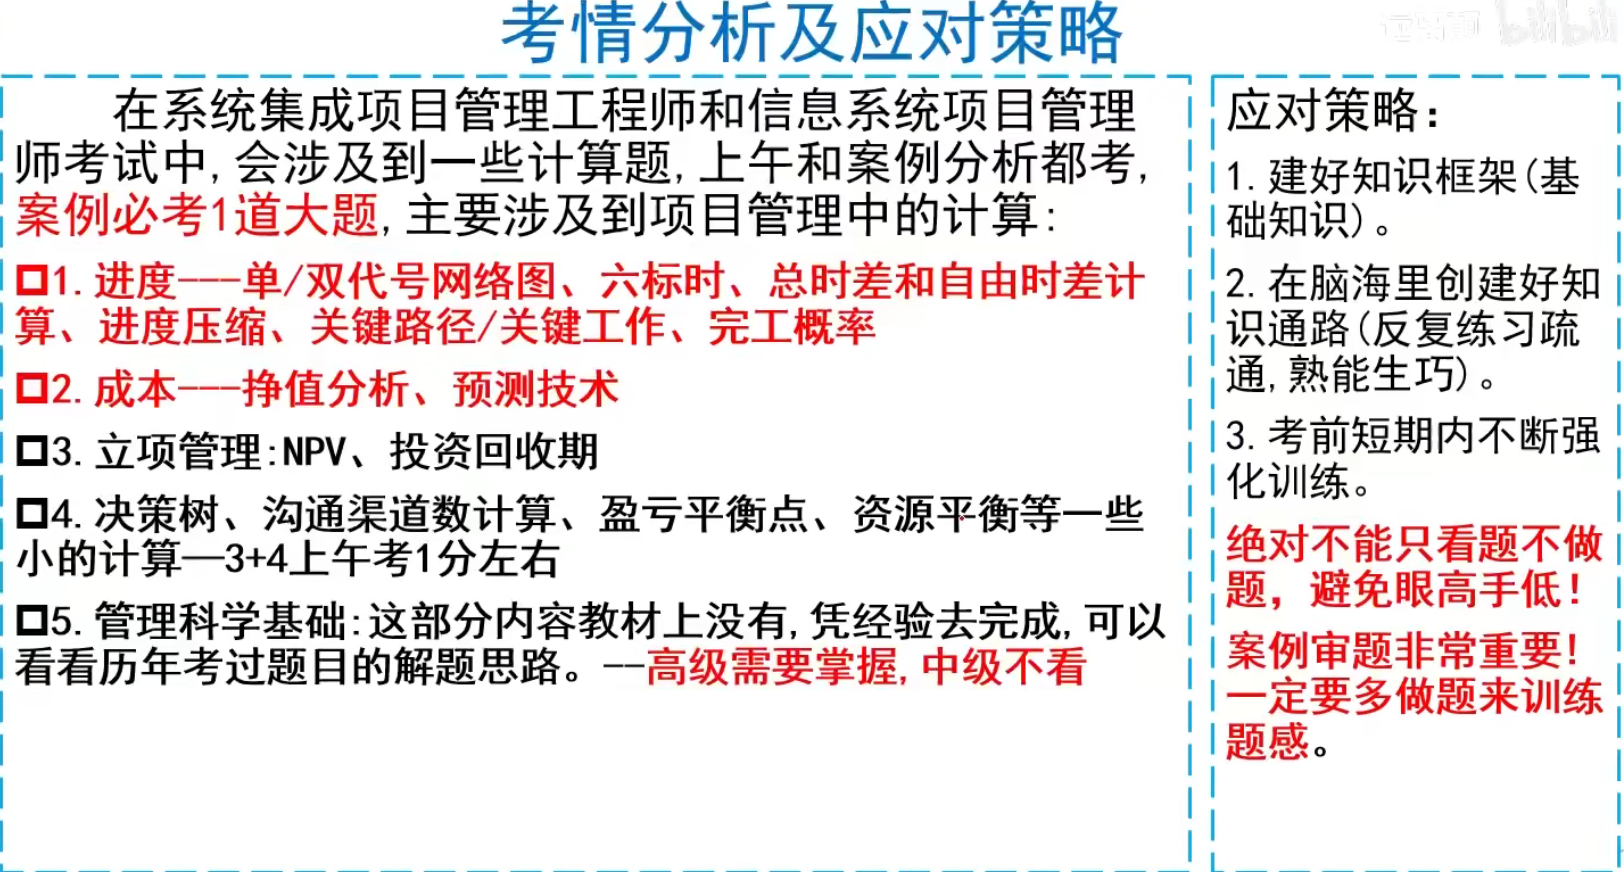 考情分析及应对策略
在系统集成项目管理工程师和信息系统项目管理
师考试中,会涉及到一些计算题,上午和案例分析都考,
案例必考1道大题,主要涉及到项目管理中的计算:
1.进度---单/双代号网络图、六标时、总时差和自由时差计
算、进度压缩、关键路径/关键工作、完工概率
2.成本---挣值分析、预测技术
3.立项管理:NPV、投资回收期
4.决策树、沟通渠道数计算、盈亏平衡点、资源平衡等一些
小的计算—3+4上午考1分左右
5.管理科学基础:这部分内容教材上没有,凭经验去完成,可以
看看历年考过题目的解题思路。--高级需要掌握,中级不看
应对策略：
1.建好知识框架(基
础知识)。
2.在脑海里创建好知
识通路(反复练习疏
通,熟能生巧)。
3.考前短期内不断强
化训练。
绝对不能只看题不做
题，避免眼高手低！
案例审题非常重要！
一定要多做题来训练
题感。
bilibili